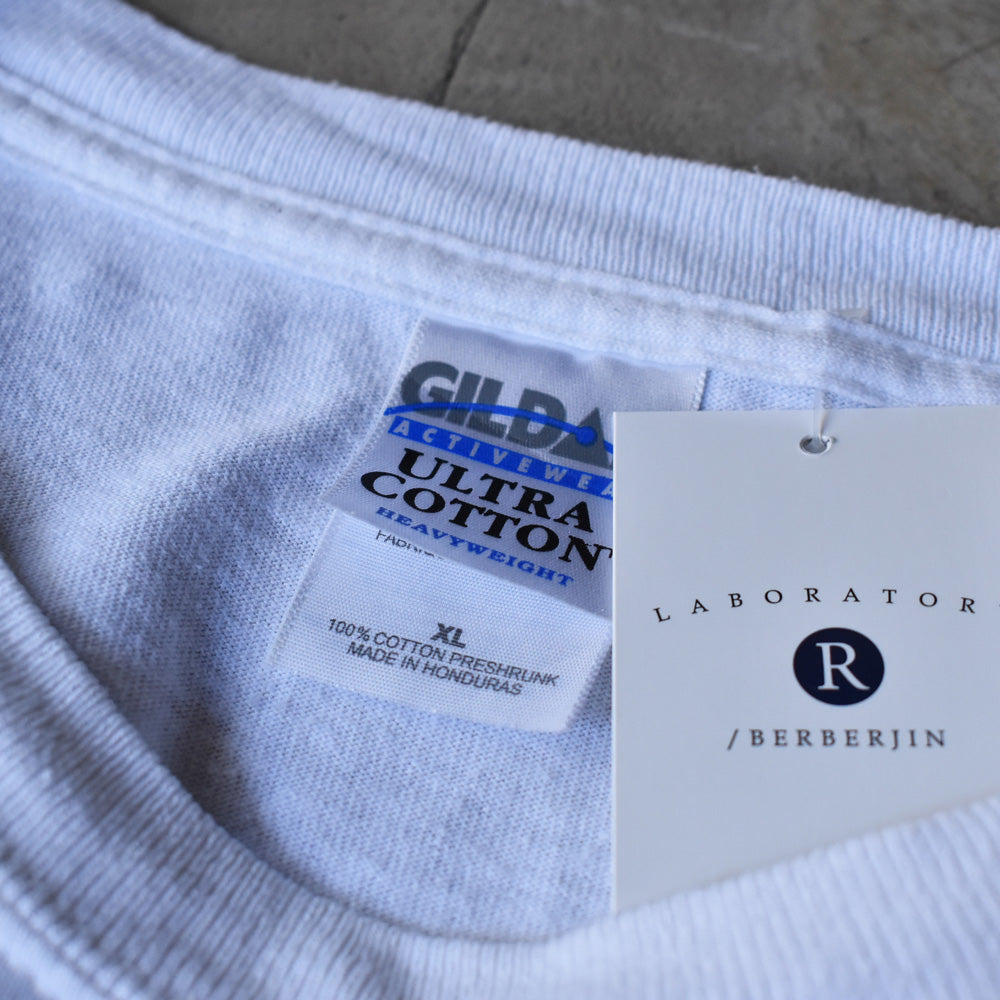 GILDA
ACTIVEWEA
ULTRA
COTTON
HEAVYWEIGHT
XL
100% COTTON PRESHRUNK
MADE IN HONDURAS
LABORATOR
R
/BERBERJIN